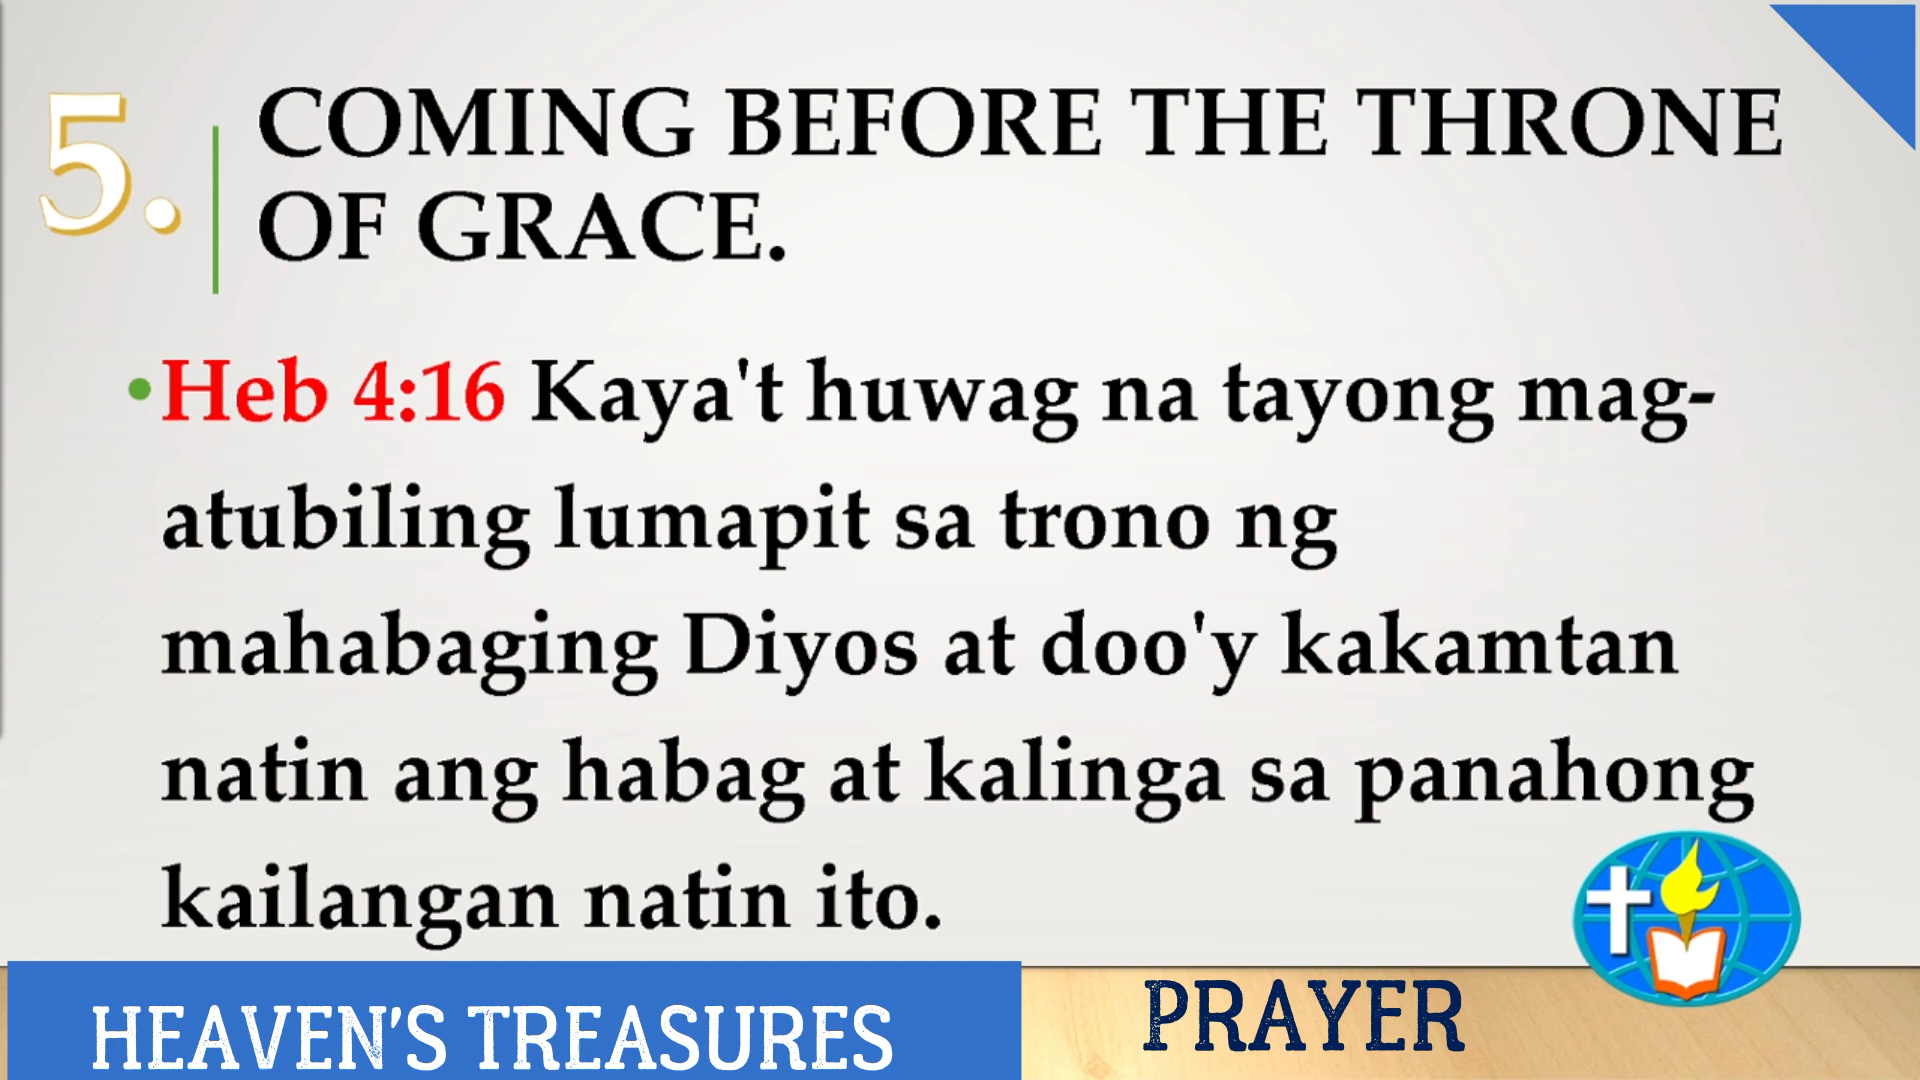 5.
COMING BEFORE THE THRONE
OF GRACE.
•Heb 4:16 Kaya't huwag na tayong mag-
atubiling lumapit sa trono ng
mahabaging Diyos at doo'y kakamtan
natin ang habag at kalinga sa panahong
kailangan natin ito.
HEAVEN'S TREASURES
PRAYER